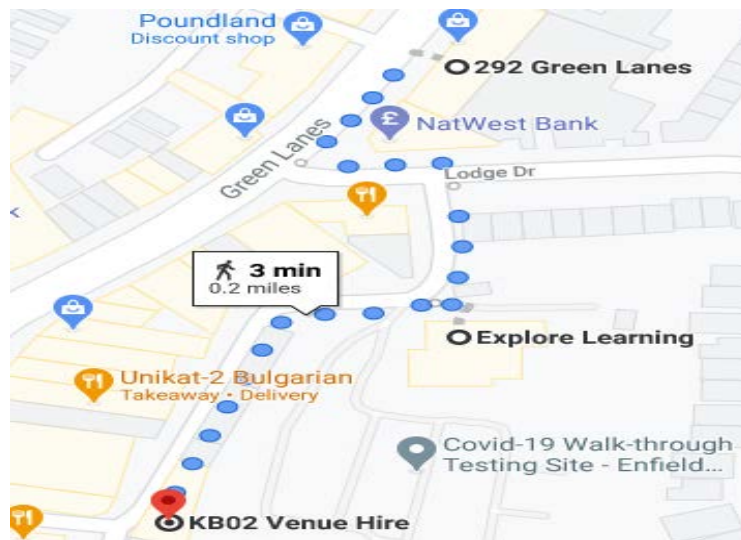 Poundland
Discount shop
292 Green Lanes
£
NatWest Bank
Green Lanes
Lodge Dr
k
3 min
0.2 miles
Explore Learning
Unikat-2 Bulgarian
Takeaway • Delivery
Covid-19 Walk-through
Testing Site - Enfield...
KB02 Venue Hire